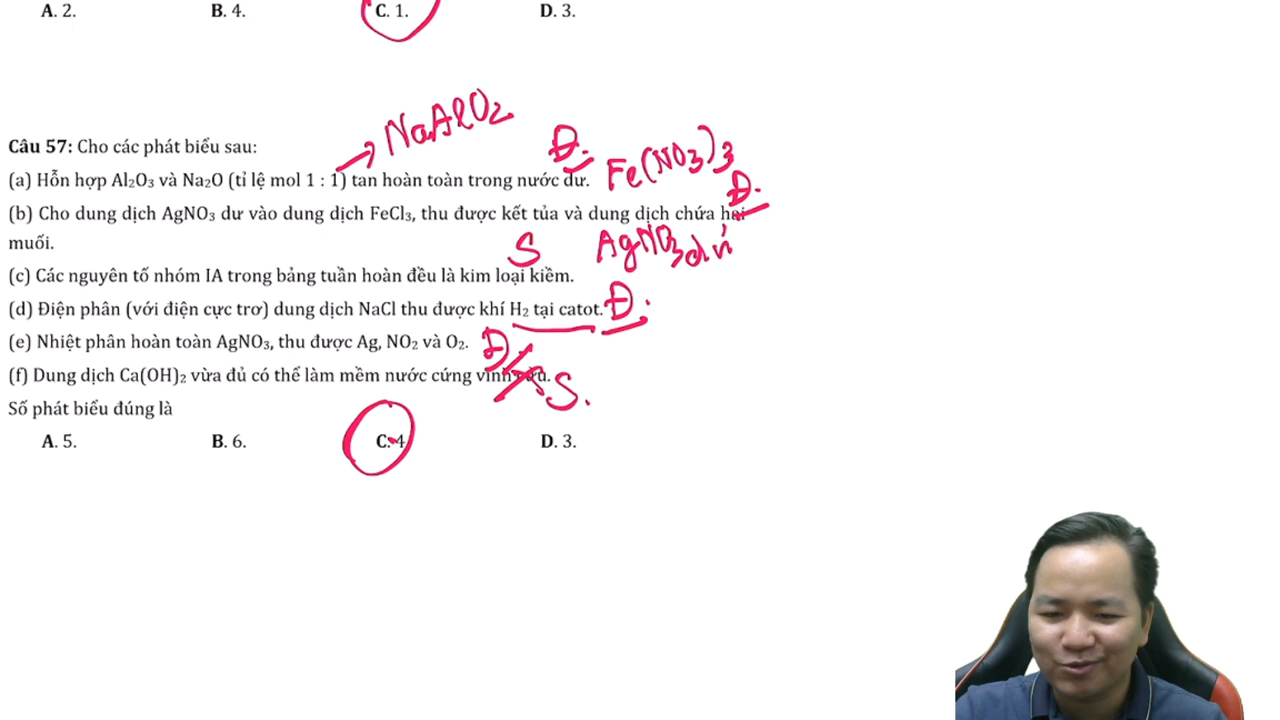 A. 2. B. 4. C. 1. D. 3.
NaAlO2
Câu 57: Cho các phát biểu sau:
Đ.
(a) Hỗn hợp Al₂O₃ và Na₂O (tỉ lệ mol 1 : 1) tan hoàn toàn trong nước dư. Fe(NO3)3
Đ.
(b) Cho dung dịch AgNO₃ dư vào dung dịch FeCl₃, thu được kết tủa và dung dịch chứa hai
muối.
S AgNO3 dư
(c) Các nguyên tố nhóm IA trong bảng tuần hoàn đều là kim loại kiềm.
(d) Điện phân (với điện cực trơ) dung dịch NaCl thu được khí H₂ tại catot. Đ.
(e) Nhiệt phân hoàn toàn AgNO₃, thu được Ag, NO₂ và O₂. Đ
(f) Dung dịch Ca(OH)₂ vừa đủ có thể làm mềm nước cứng vĩnh cửu. S.
Số phát biểu đúng là
A. 5. B. 6. C. 4 D. 3.